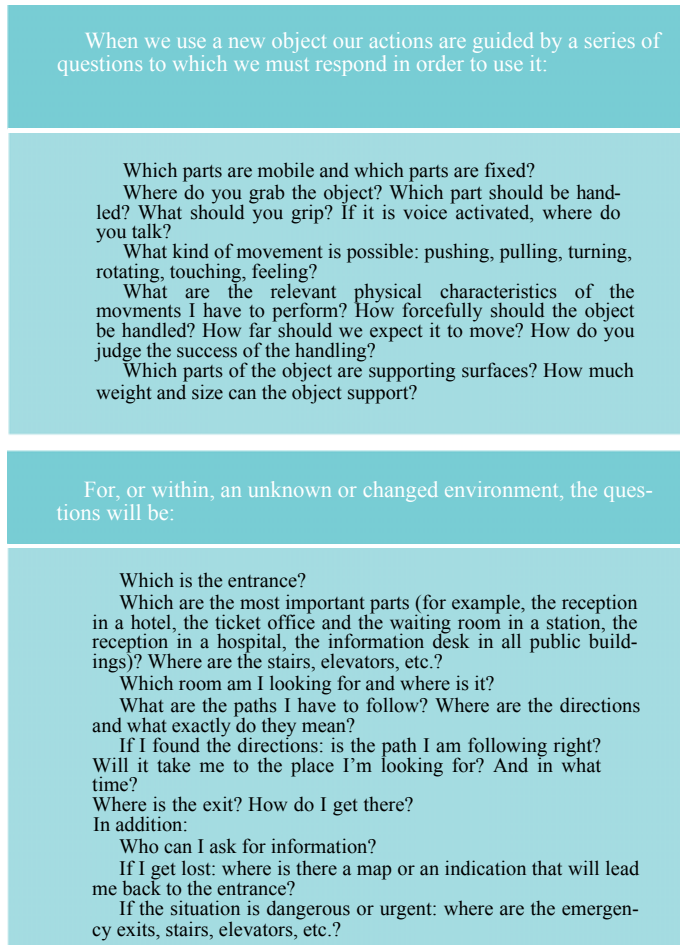 When we use a new object our actions are guided by a series of
questions to which we must respond in order to use it:
Which parts are mobile and which parts are fixed?
Where do you grab the object? Which part should be hand-
led? What should you grip? If it is voice activated, where do
you talk?
What kind of movement is possible: pushing, pulling, turning,
rotating, touching, feeling?
What are the relevant physical characteristics of the
movments I have to perform? How forcefully should the object
be handled? How far should we expect it to move? How do you
judge the success of the handling?
Which parts of the object are supporting surfaces? How much
weight and size can the object support?
For, or within, an unknown or changed environment, the ques-
tions will be:
Which is the entrance?
Which are the most important parts (for example, the reception
in a hotel, the ticket office and the waiting room in a station, the
reception in a hospital, the information desk in all public build-
ings)? Where are the stairs, elevators, etc.?
Which room am I looking for and where is it?
What are the paths I have to follow? Where are the directions
and what exactly do they mean?
If I found the directions: is the path I am following right?
Will it take me to the place I’m looking for? And in what
time?
Where is the exit? How do I get there?
In addition:
Who can I ask for information?
If I get lost: where is there a map or an indication that will lead
me back to the entrance?
If the situation is dangerous or urgent: where are the emergen-
cy exits, stairs, elevators, etc.?